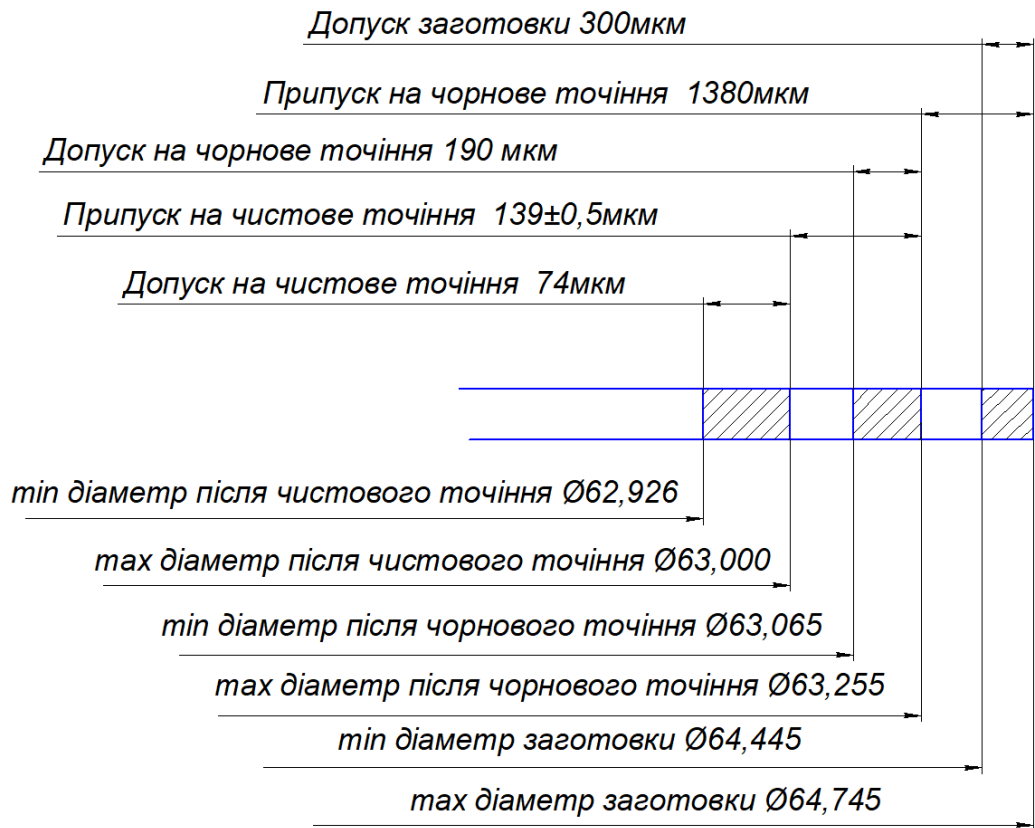 Допуск заготовки 300мкм
Припуск на чорнове точіння 1380мкм
Допуск на чорнове точіння 190 мкм
Припуск на чистове точіння 139±0,5мкм
Допуск на чистове точіння 74мкм
min діаметр після чистового точіння Ø62,926
max діаметр після чистового точіння Ø63,000
min діаметр після чорнового точіння Ø63,065
max діаметр після чорнового точіння Ø63,255
min діаметр заготовки Ø64,445
max діаметр заготовки Ø64,745